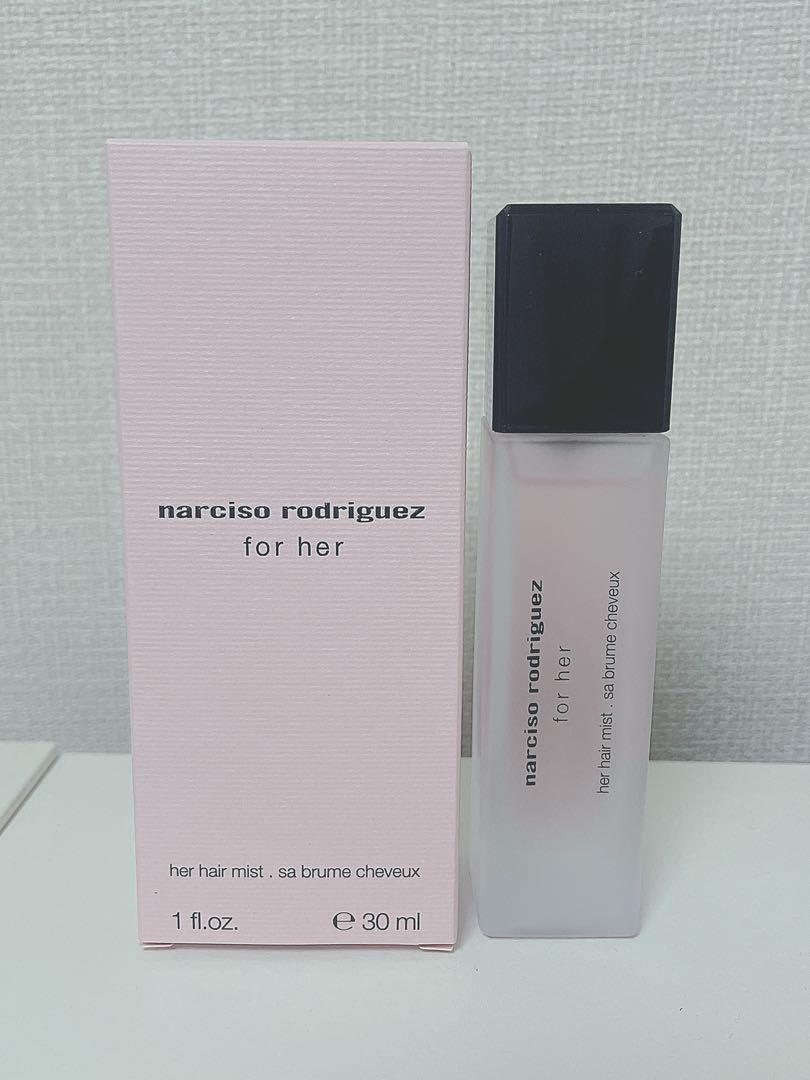 narciso rodriguez
for her
her hair mist . sa brume cheveux
1 fl.oz. ℮ 30 ml
narciso rodriguez
for her
her hair mist . sa brume cheveux